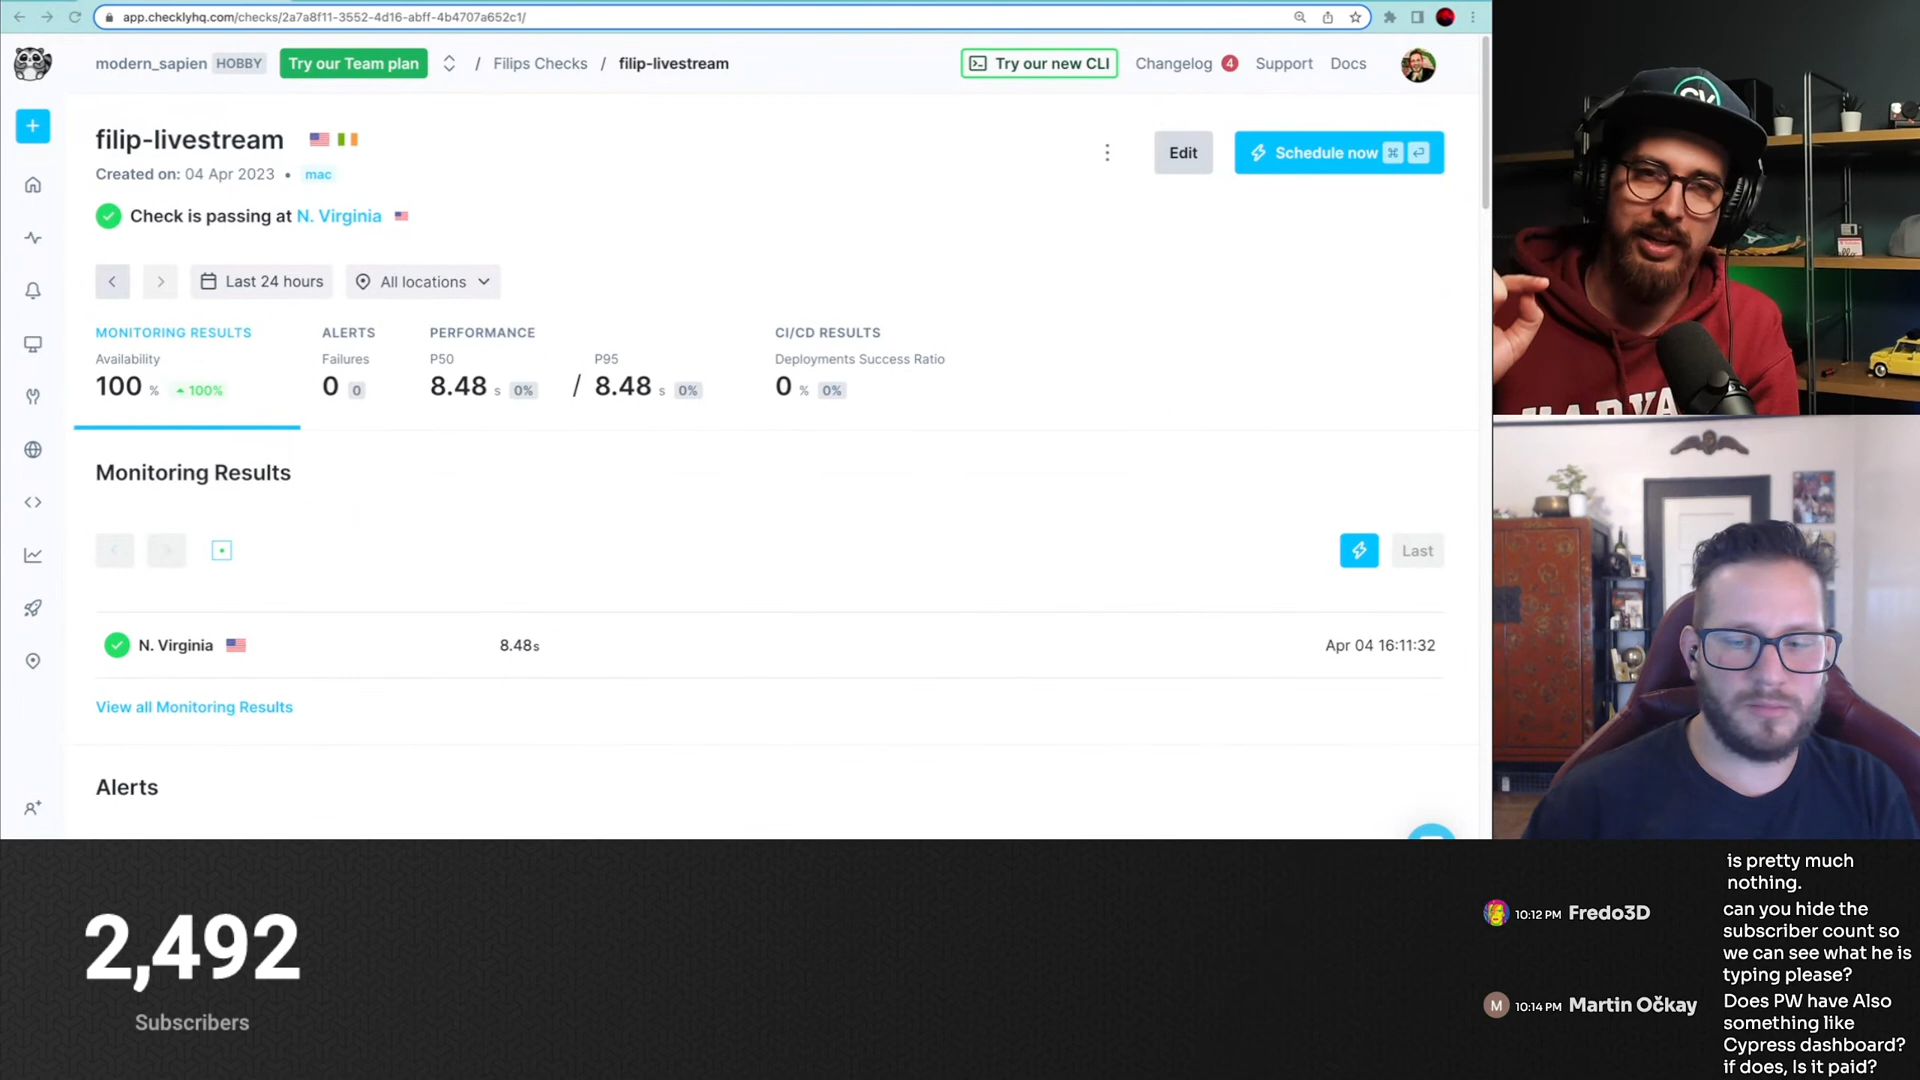 app.checklyhq.com/checks/2a7a8f11-3552-4d16-abff-4b4707a652c1/
modern_sapien HOBBY Try our Team plan / Filips Checks / filip-livestream Try our new CLI Changelog 4 Support Docs
filip-livestream
Created on: 04 Apr 2023 • mac
Edit
Schedule now
Check is passing at N. Virginia
Last 24 hours All locations
MONITORING RESULTS ALERTS PERFORMANCE CI/CD RESULTS
Availability Failures P50 P95 Deployments Success Ratio
100 % 100% 0 0 8.48 s 0% / 8.48 s 0% 0 % 0%
Monitoring Results
Last
N. Virginia 8.48s Apr 04 16:11:32
View all Monitoring Results
Alerts
2,492
Subscribers
is pretty much
nothing.
10:12 PM Fredo3D
can you hide the
subscriber count so
we can see what he is
typing please?
M 10:14 PM Martin Očkay
Does PW have Also
something like
Cypress dashboard?
if does, Is it paid?